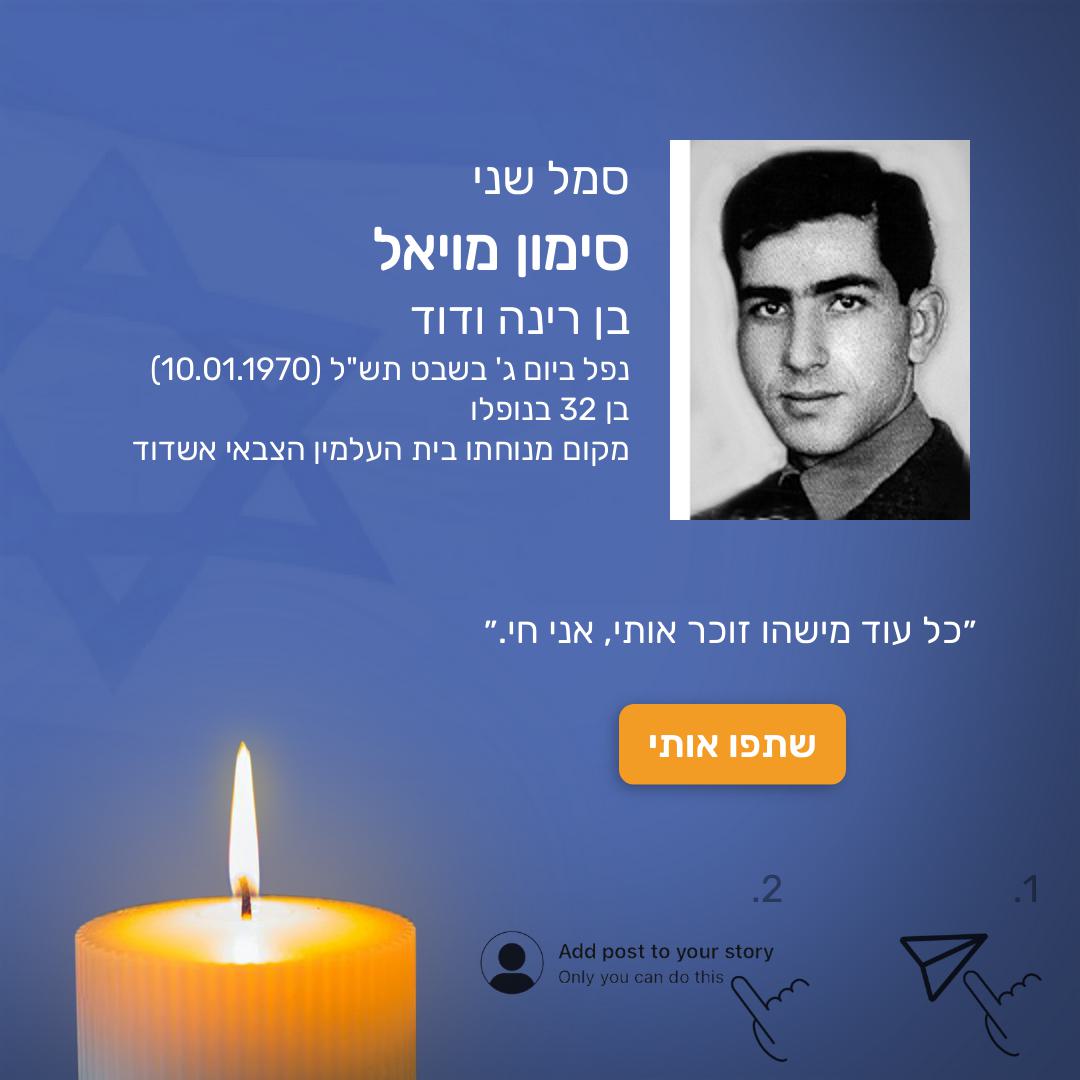 סמל שני
סימון מויאל
בן רינה ודוד
נפל ביום ג' בשבט תש"ל (10.01.1970)
בן 32 בנופלו
מקום מנוחתו בית העלמין הצבאי אשדוד
״כל עוד מישהו זוכר אותי, אני חי.״
שתפו אותי
1.
2.
Add post to your story
Only you can do this